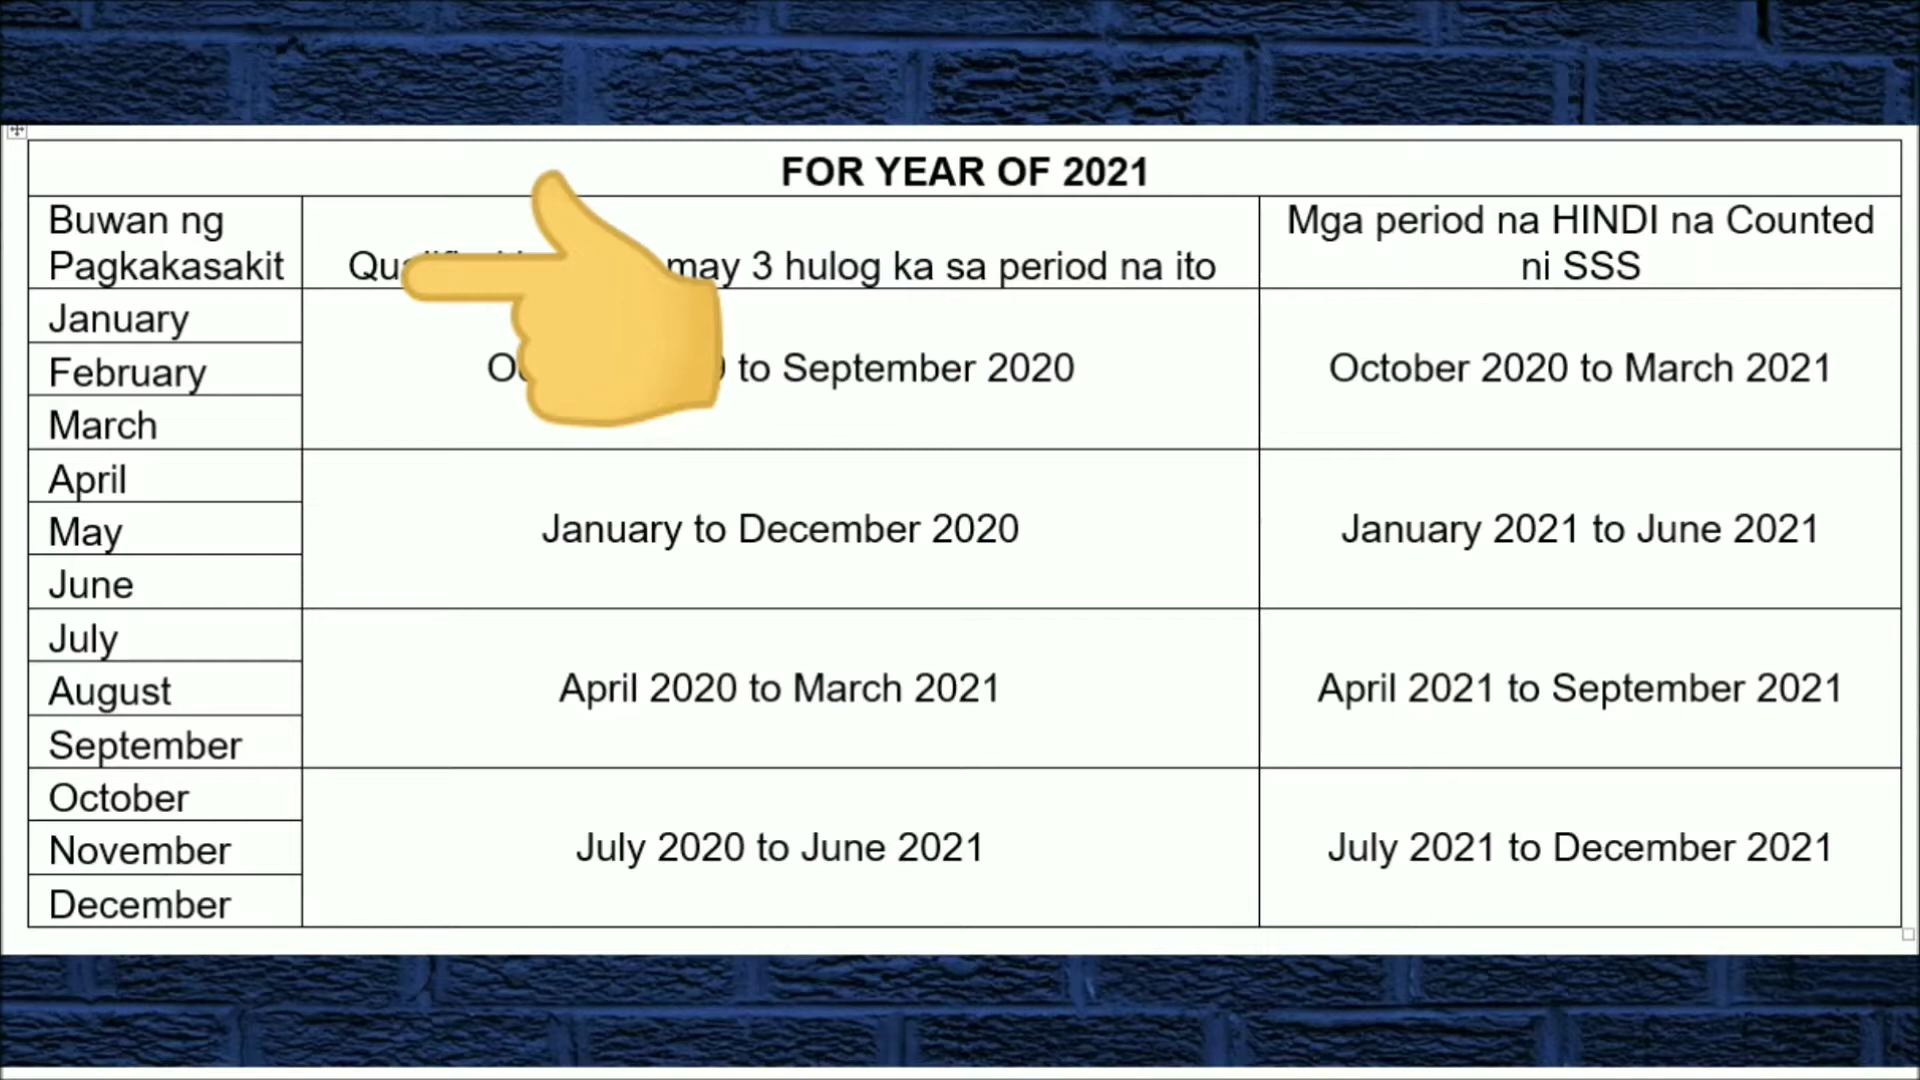 FOR YEAR OF 2021
Buwan ng
Pagkakasakit
may 3 hulog ka sa period na ito
Mga period na HINDI na Counted
ni SSS
January
February
March
to September 2020
October 2020 to March 2021
April
May
June
January to December 2020
January 2021 to June 2021
July
August
September
April 2020 to March 2021
April 2021 to September 2021
October
November
December
July 2020 to June 2021
July 2021 to December 2021